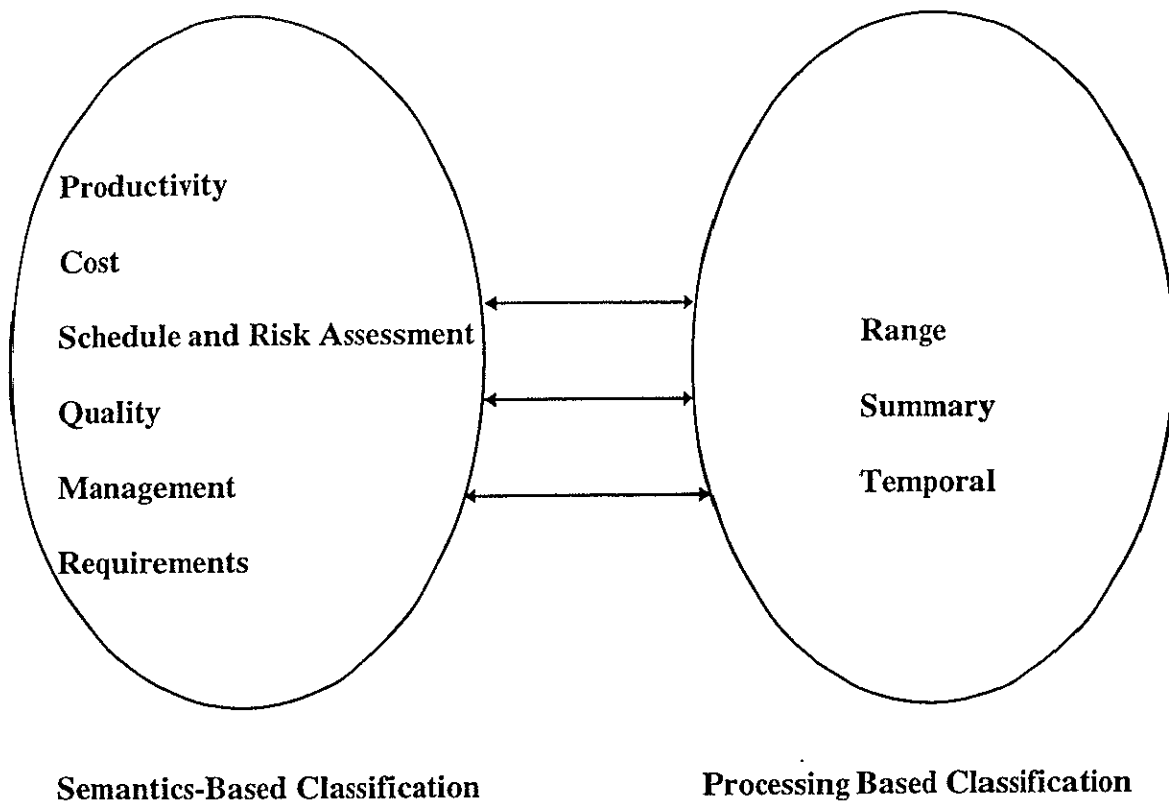 Productivity
Cost
Schedule and Risk Assessment
Quality
Management
Requirements
Range
Summary
Temporal
Semantics-Based Classification
Processing Based Classification